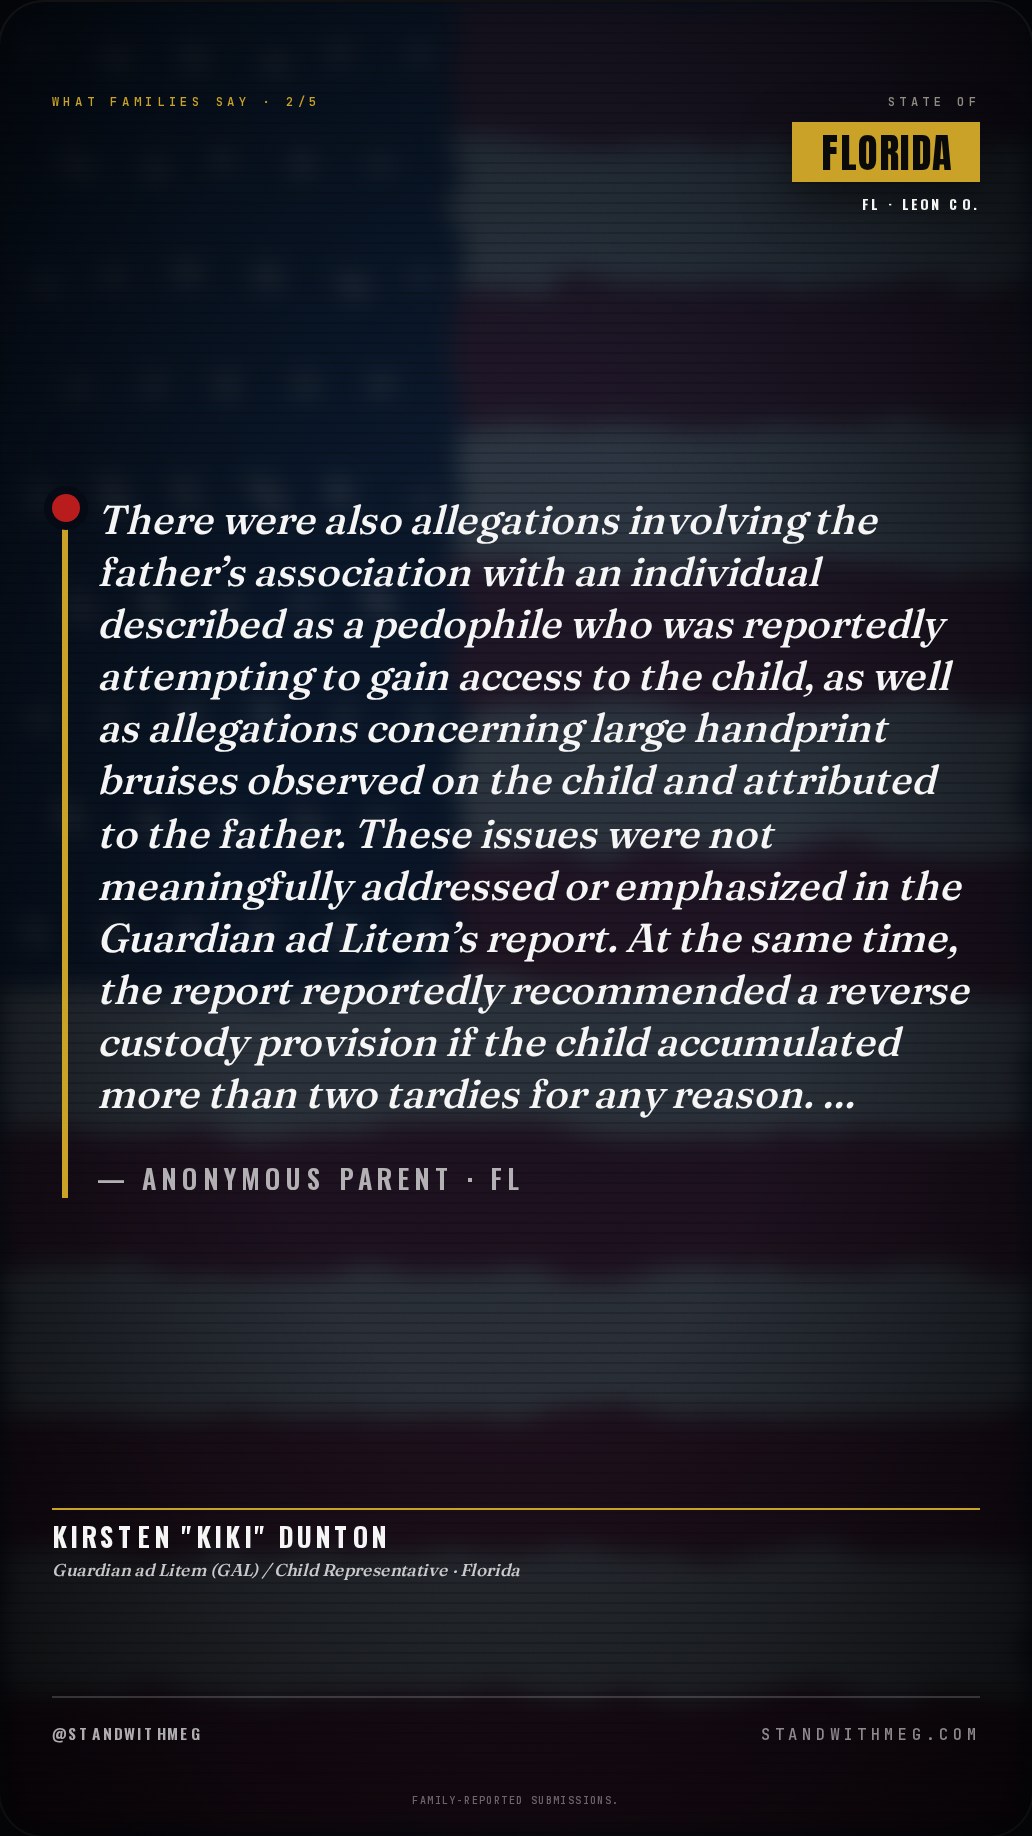 WHAT FAMILIES SAY · 2/5
STATE OF
FLORIDA
FL · LEON CO.
There were also allegations involving the
father’s association with an individual
described as a pedophile who was reportedly
attempting to gain access to the child, as well
as allegations concerning large handprint
bruises observed on the child and attributed
to the father. These issues were not
meaningfully addressed or emphasized in the
Guardian ad Litem’s report. At the same time,
the report reportedly recommended a reverse
custody provision if the child accumulated
more than two tardies for any reason. ...
— ANONYMOUS PARENT · FL
KIRSTEN "KIKI" DUNTON
Guardian ad Litem (GAL) / Child Representative · Florida
@STANDWITHMEG
STANDWITHMEG.COM
FAMILY-REPORTED SUBMISSIONS.